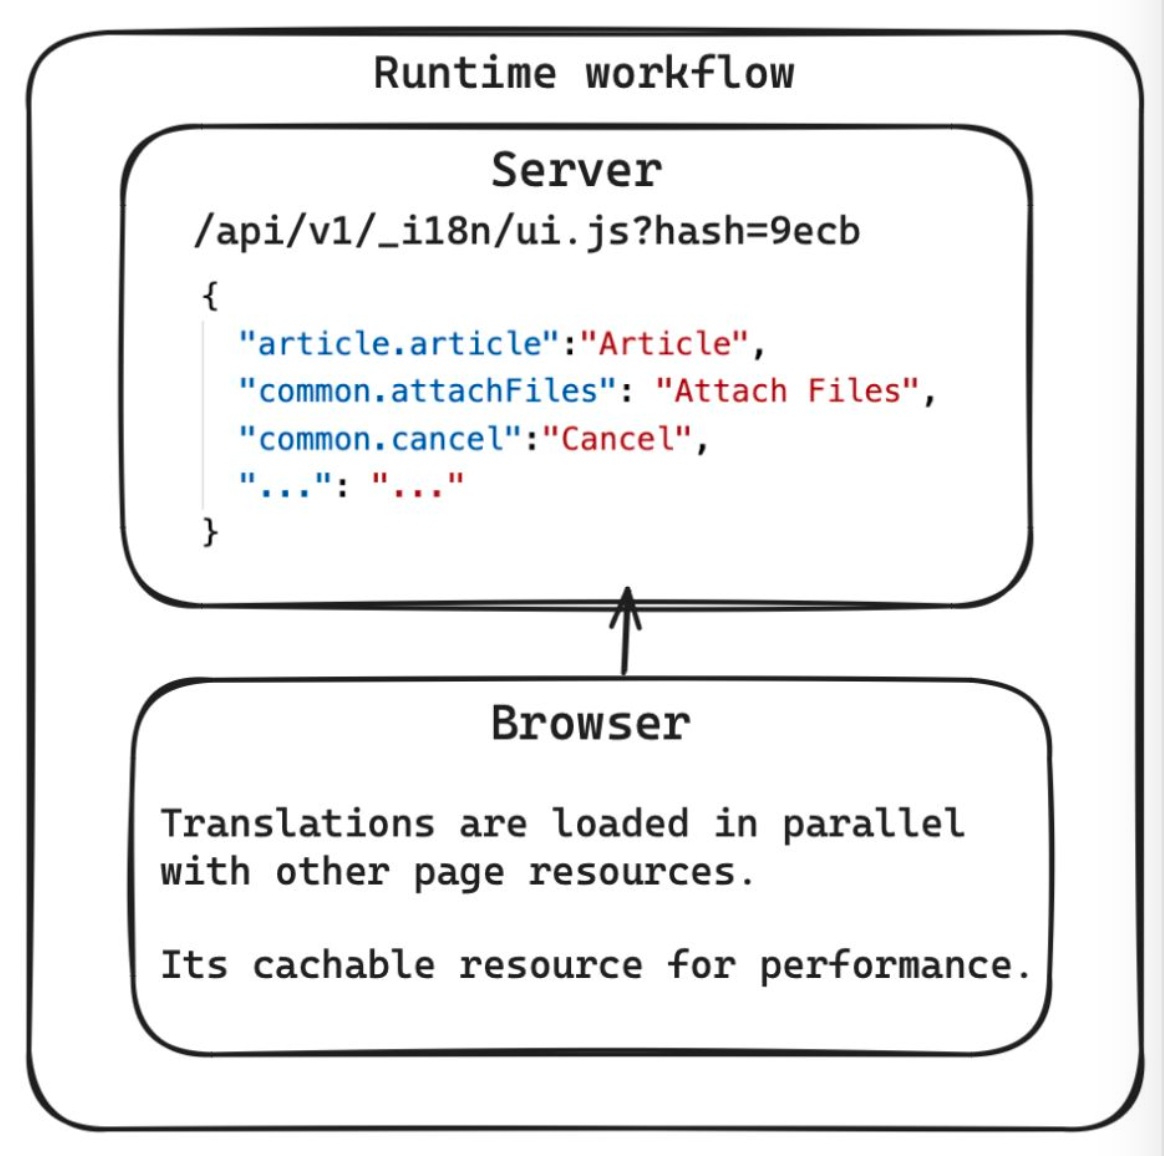 Runtime workflow
Server
/api/v1/_i18n/ui.js?hash=9ecb
{
"article.article":"Article",
"common.attachFiles": "Attach Files",
"common.cancel":"Cancel",
"...": "..."
}
Browser
Translations are loaded in parallel
with other page resources.
Its cachable resource for performance.